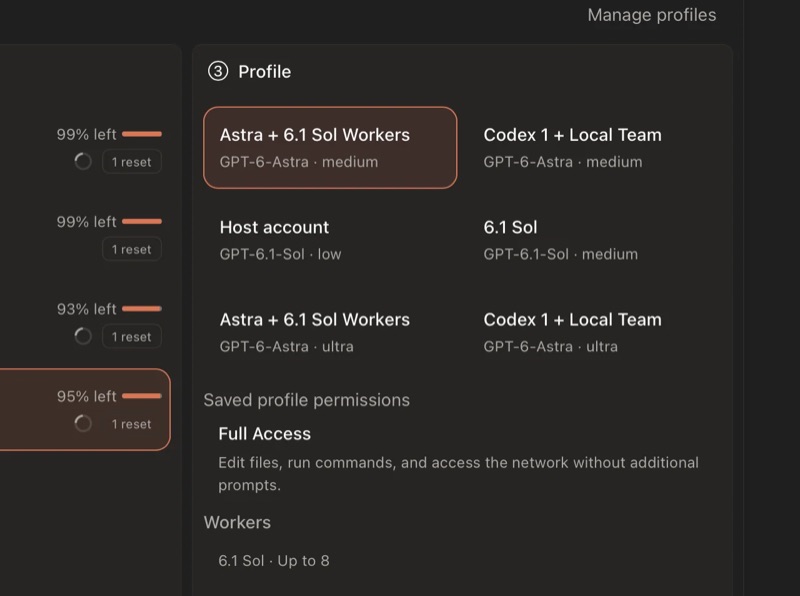 Manage profiles
99% left
1 reset
99% left
1 reset
93% left
1 reset
95% left
1 reset
3 Profile
Astra + 6.1 Sol Workers
GPT-6-Astra · medium
Codex 1 + Local Team
GPT-6-Astra · medium
Host account
GPT-6.1-Sol · low
6.1 Sol
GPT-6.1-Sol · medium
Astra + 6.1 Sol Workers
GPT-6-Astra · ultra
Codex 1 + Local Team
GPT-6-Astra · ultra
Saved profile permissions
Full Access
Edit files, run commands, and access the network without additional
prompts.
Workers
6.1 Sol · Up to 8